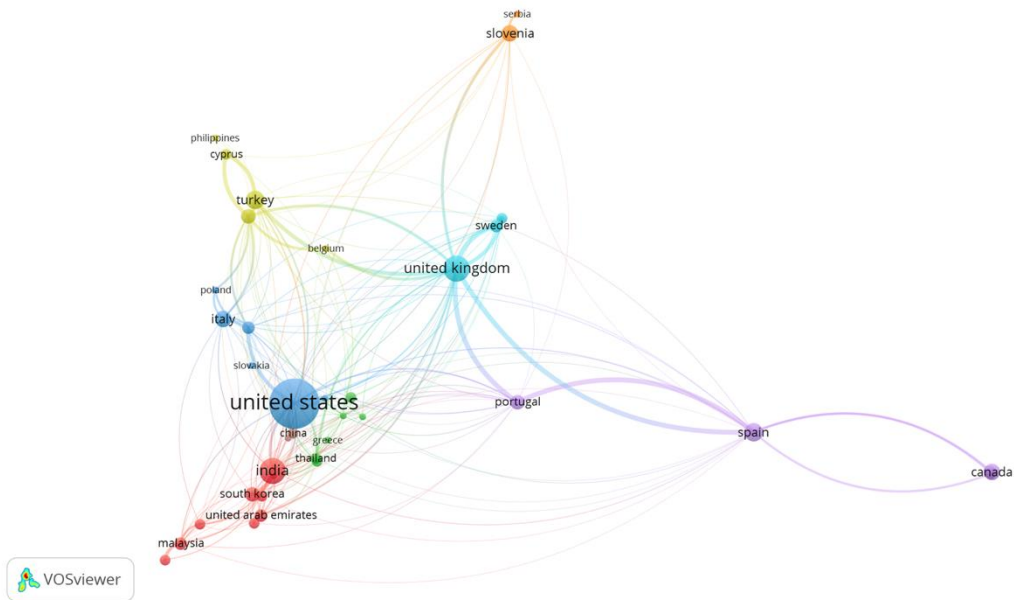 serbia
slovenia
philippines
cyprus
turkey
sweden
belgium
united kingdom
poland
italy
slovakia
united states
portugal
china
spain
greece
thailand
india
canada
south korea
united arab emirates
malaysia
VOSviewer